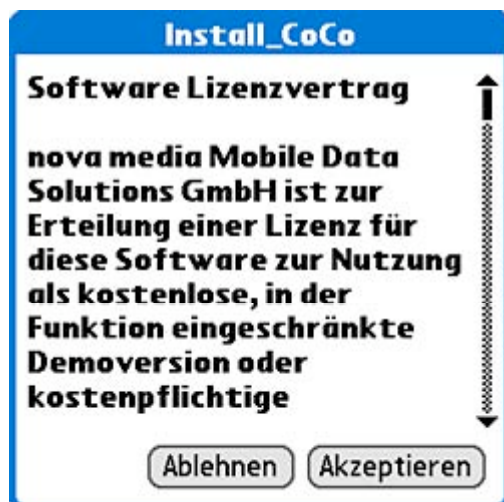 Install_CoCo
Software Lizenzvertrag
nova media Mobile Data
Solutions GmbH ist zur
Erteilung einer Lizenz für
diese Software zur Nutzung
als kostenlose, in der
Funktion eingeschränkte
Demoversion oder
kostenpflichtige
Ablehnen Akzeptieren